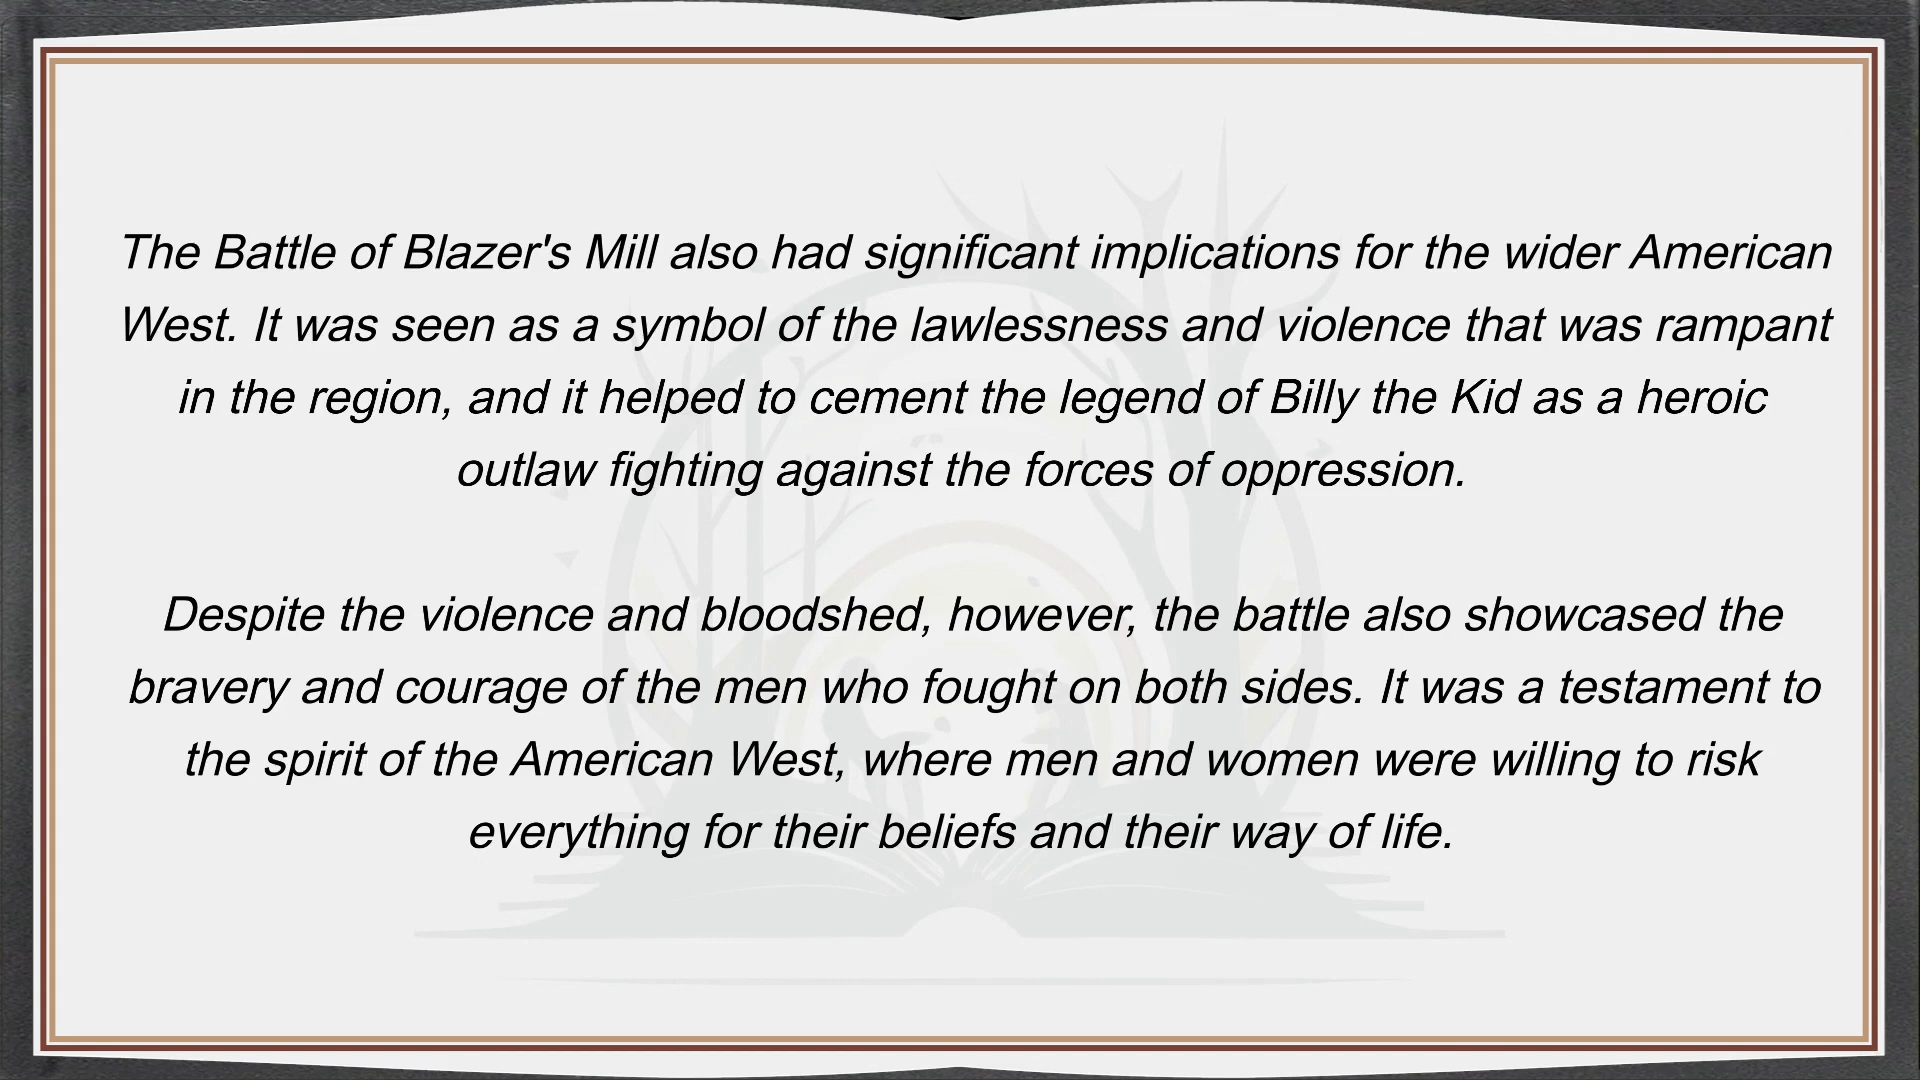 The Battle of Blazer's Mill also had significant implications for the wider American
West. It was seen as a symbol of the lawlessness and violence that was rampant
in the region, and it helped to cement the legend of Billy the Kid as a heroic
outlaw fighting against the forces of oppression.
Despite the violence and bloodshed, however, the battle also showcased the
bravery and courage of the men who fought on both sides. It was a testament to
the spirit of the American West, where men and women were willing to risk
everything for their beliefs and their way of life.